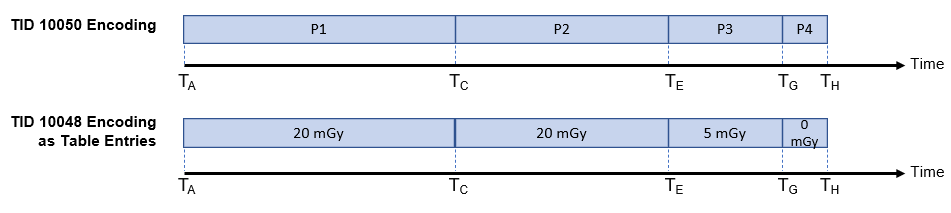 TID 10050 Encoding
P1 P2 P3 P4
Time
TA TC TE TG TH
TID 10048 Encoding
as Table Entries
20 mGy 20 mGy 5 mGy 0 mGy
Time
TA TC TE TG TH